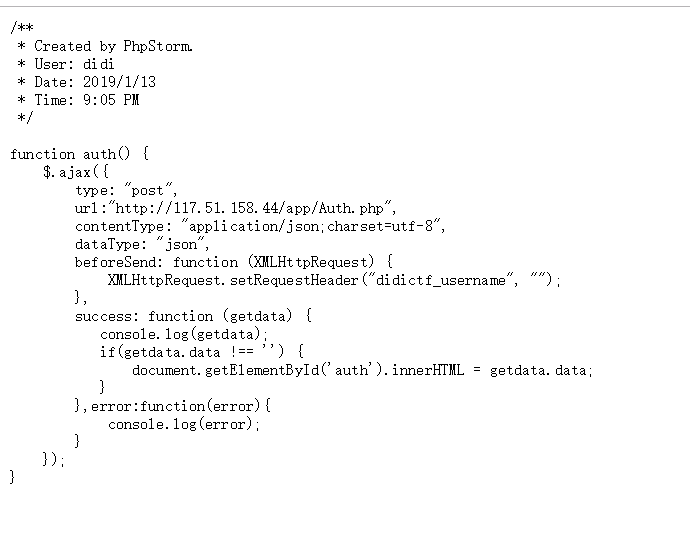 /**
 * Created by PhpStorm.
 * User: didi
 * Date: 2019/1/13
 * Time: 9:05 PM
 */
function auth() {
    $.ajax({
        type: "post",
        url:"http://117.51.158.44/app/Auth.php",
        contentType: "application/json;charset=utf-8",
        dataType: "json",
        beforeSend: function (XMLHttpRequest) {
            XMLHttpRequest.setRequestHeader("didictf_username", "");
        },
        success: function (getdata) {
           console.log(getdata);
           if(getdata.data !== '') {
               document.getElementById('auth').innerHTML = getdata.data;
           }
        },error:function(error){
            console.log(error);
        }
    });
}